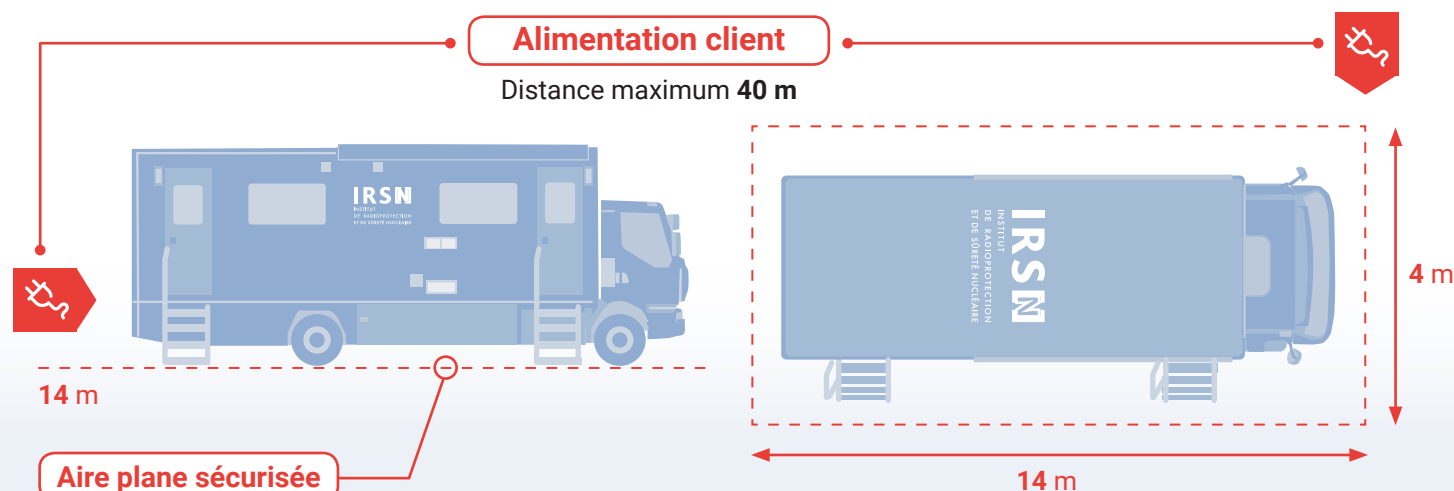 Alimentation client
Distance maximum 40 m
IRSN
INSTITUT
DE RADIOPROTECTION
ET DE SÛRETÉ NUCLÉAIRE
IRSN
INSTITUT
DE RADIOPROTECTION
ET DE SÛRETÉ NUCLÉAIRE
4 m
14 m
Aire plane sécurisée
14 m